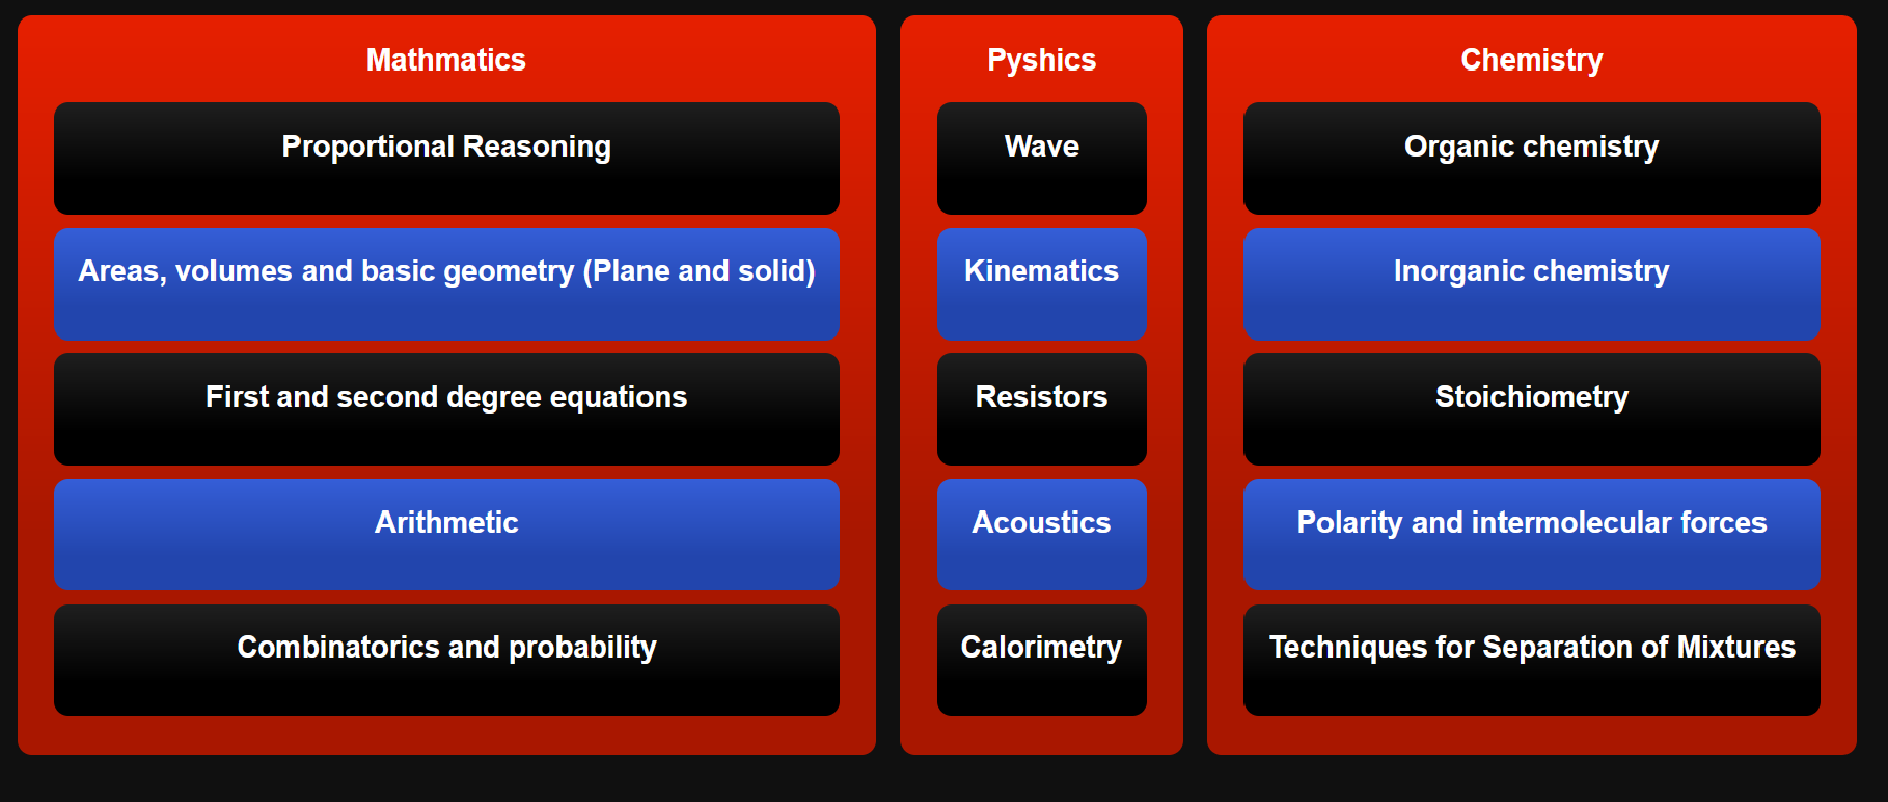 Mathmatics
Proportional Reasoning
Areas, volumes and basic geometry (Plane and solid)
First and second degree equations
Arithmetic
Combinatorics and probability
Pyshics
Wave
Kinematics
Resistors
Acoustics
Calorimetry
Chemistry
Organic chemistry
Inorganic chemistry
Stoichiometry
Polarity and intermolecular forces
Techniques for Separation of Mixtures